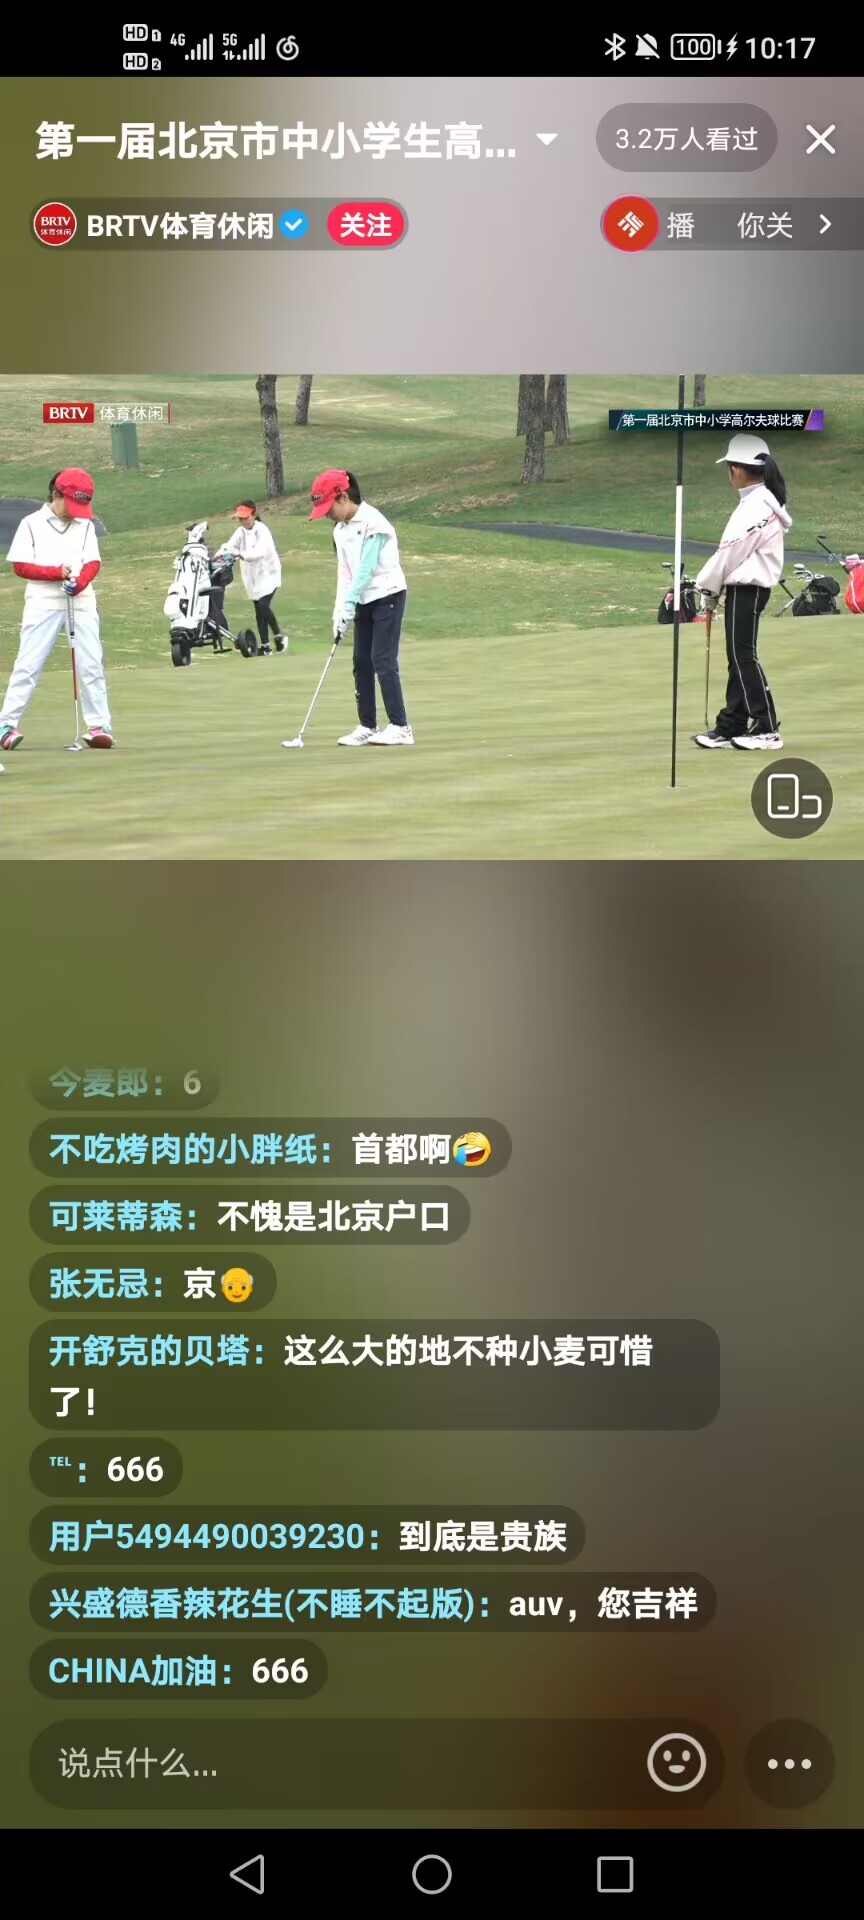 HD 1 4G 5G 100 10:17
HD 2
第一届北京市中小学生高...
3.2万人看过
BRTV 体育休闲
BRTV体育休闲
关注
播 你关
BRTV 体育休闲
第一届北京市中小学高尔夫球比赛
今麦郎：6
不吃烤肉的小胖纸：首都啊🤣
可莱蒂森：不愧是北京户口
张无忌：京👴
开舒克的贝塔：这么大的地不种小麦可惜
了！
℡：666
用户5494490039230：到底是贵族
兴盛德香辣花生(不睡不起版)：auv，您吉祥
CHINA加油：666
说点什么...